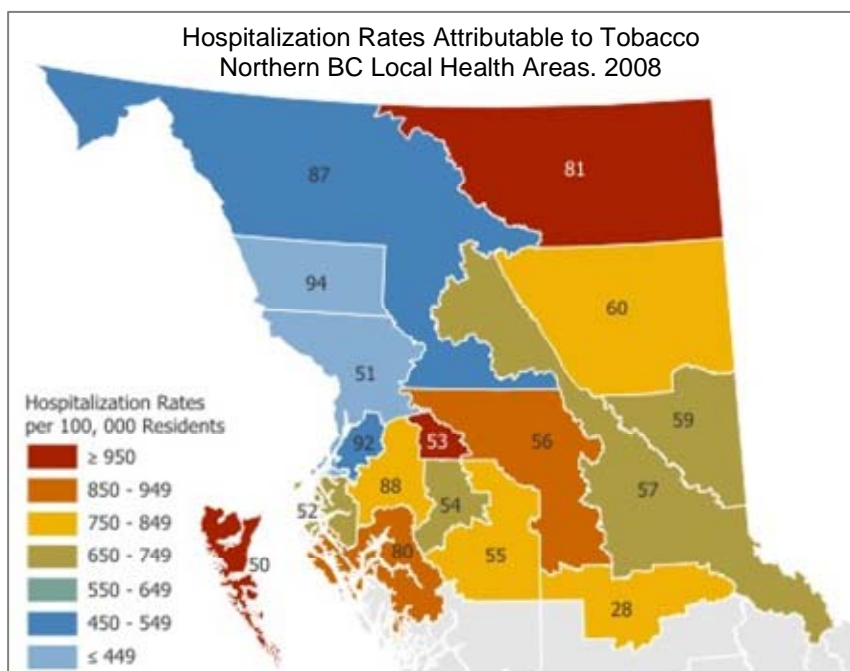 Hospitalization Rates Attributable to Tobacco
Northern BC Local Health Areas. 2008
87
81
94
60
51
59
92
53
56
88
57
52
54
50
80
55
28
Hospitalization Rates
per 100, 000 Residents
≥ 950
850 - 949
750 - 849
650 - 749
550 - 649
450 - 549
≤ 449